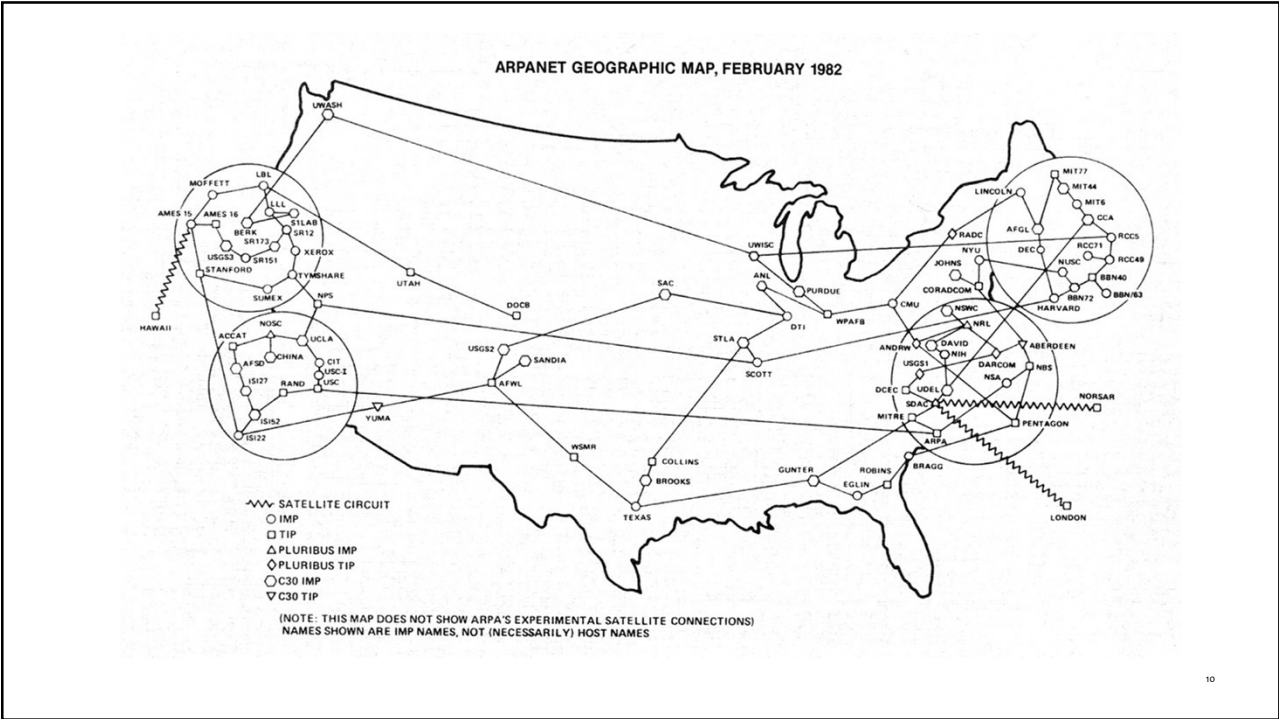 ARPANET GEOGRAPHIC MAP, FEBRUARY 1982
UWASH
LBL
MOFFETT
LLL
AMES 15
AMES 16
S1LAB
BERK
SR12
SR173
XEROX
USGS3
SR151
STANFORD
TYMSHARE
SUMEX
NPS
HAWAII
UTAH
DOCB
NOSC
ACCAT
UCLA
CHINA
CIT
AFSD
USC-I
ISI27
RAND
USC
ISI52
ISI22
YUMA
USGS2
SANDIA
AFWL
WSMR
SAC
UWISC
ANL
PURDUE
DTI
WPAFB
STLA
SCOTT
COLLINS
BROOKS
TEXAS
GUNTER
EGLIN
ROBINS
BRAGG
CMU
RADC
NYU
JOHNS
CORADCOM
LINCOLN
MIT77
MIT44
MIT6
CCA
AFGL
RCC5
DEC
RCC71
RCC49
NUSC
BBN40
BBN72
BBN/63
HARVARD
NSWC
NRL
ANDRW
DAVID
ABERDEEN
NIH
DARCOM
USGS1
NBS
NSA
DCEC
UDEL
SDAC
NORSAR
MITRE
PENTAGON
ARPA
LONDON
SATELLITE CIRCUIT
IMP
TIP
PLURIBUS IMP
PLURIBUS TIP
C30 IMP
C30 TIP
(NOTE: THIS MAP DOES NOT SHOW ARPA'S EXPERIMENTAL SATELLITE CONNECTIONS)
NAMES SHOWN ARE IMP NAMES, NOT (NECESSARILY) HOST NAMES
10